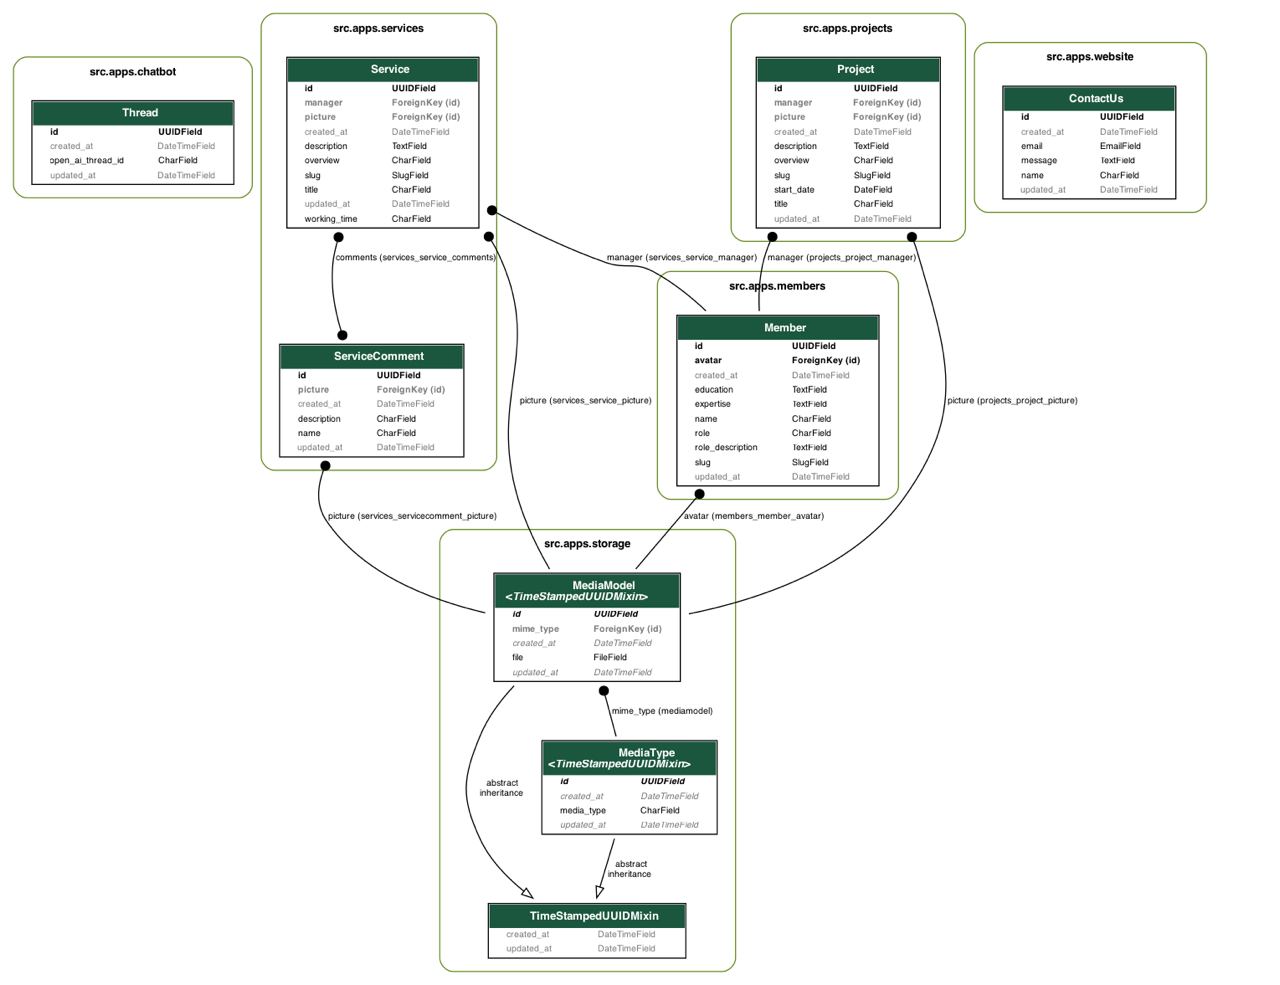 src.apps.chatbot
Thread
id UUIDField
created_at DateTimeField
open_ai_thread_id CharField
updated_at DateTimeField
src.apps.services
Service
id UUIDField
manager ForeignKey (id)
picture ForeignKey (id)
created_at DateTimeField
description TextField
overview CharField
slug SlugField
title CharField
updated_at DateTimeField
working_time CharField
comments (services_service_comments)
ServiceComment
id UUIDField
picture ForeignKey (id)
created_at DateTimeField
description CharField
name CharField
updated_at DateTimeField
src.apps.projects
Project
id UUIDField
manager ForeignKey (id)
picture ForeignKey (id)
created_at DateTimeField
description TextField
overview CharField
slug SlugField
start_date DateField
title CharField
updated_at DateTimeField
src.apps.website
ContactUs
id UUIDField
created_at DateTimeField
email EmailField
message TextField
name CharField
updated_at DateTimeField
manager (services_service_manager)
manager (projects_project_manager)
src.apps.members
Member
id UUIDField
avatar ForeignKey (id)
created_at DateTimeField
education TextField
expertise TextField
name CharField
role CharField
role_description TextField
slug SlugField
updated_at DateTimeField
picture (services_service_picture)
picture (projects_project_picture)
picture (services_servicecomment_picture)
avatar (members_member_avatar)
src.apps.storage
MediaModel
<TimeStampedUUIDMixin>
id UUIDField
mime_type ForeignKey (id)
created_at DateTimeField
file FileField
updated_at DateTimeField
mime_type (mediamodel)
MediaType
<TimeStampedUUIDMixin>
id UUIDField
created_at DateTimeField
media_type CharField
updated_at DateTimeField
abstract
inheritance
abstract
inheritance
TimeStampedUUIDMixin
created_at DateTimeField
updated_at DateTimeField